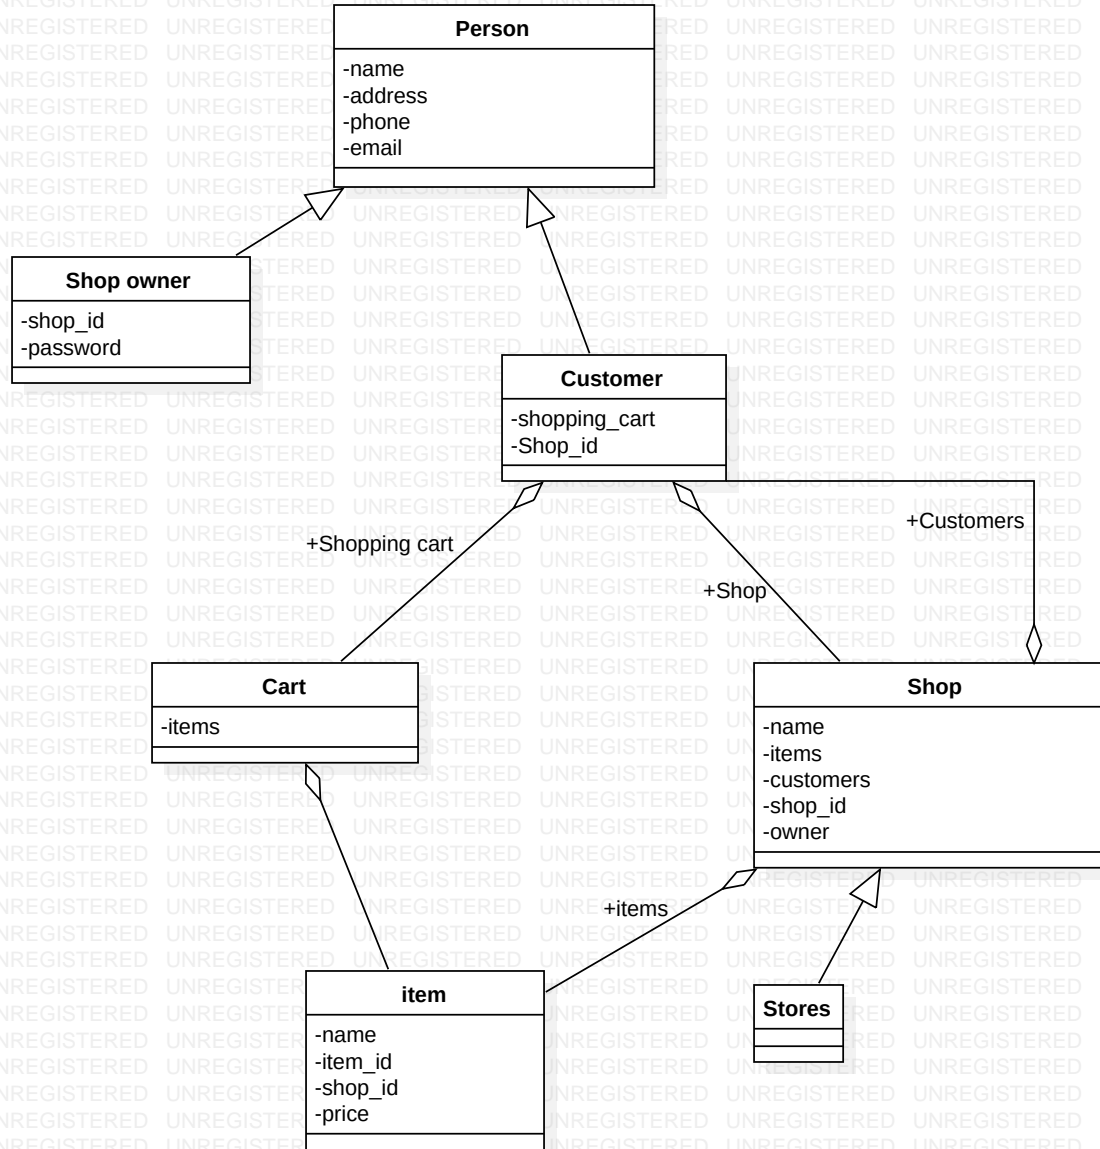 Person
-name
-address
-phone
-email
Shop owner
-shop_id
-password
Customer
-shopping_cart
-Shop_id
+Customers
+Shopping cart
+Shop
Cart
-items
Shop
-name
-items
-customers
-shop_id
-owner
+items
item
-name
-item_id
-shop_id
-price
Stores
UNREGISTERED